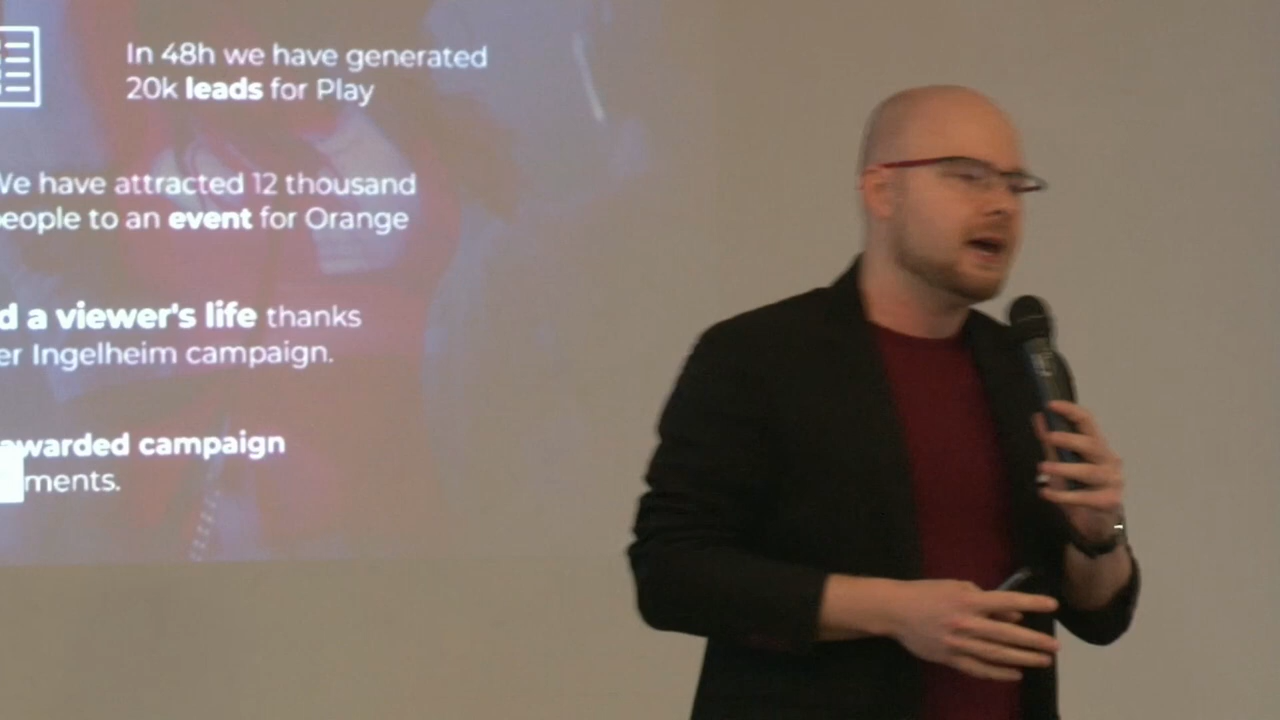 In 48h we have generated
20k leads for Play
We have attracted 12 thousand
people to an event for Orange
d a viewer's life thanks
er Ingelheim campaign.
awarded campaign
ments.